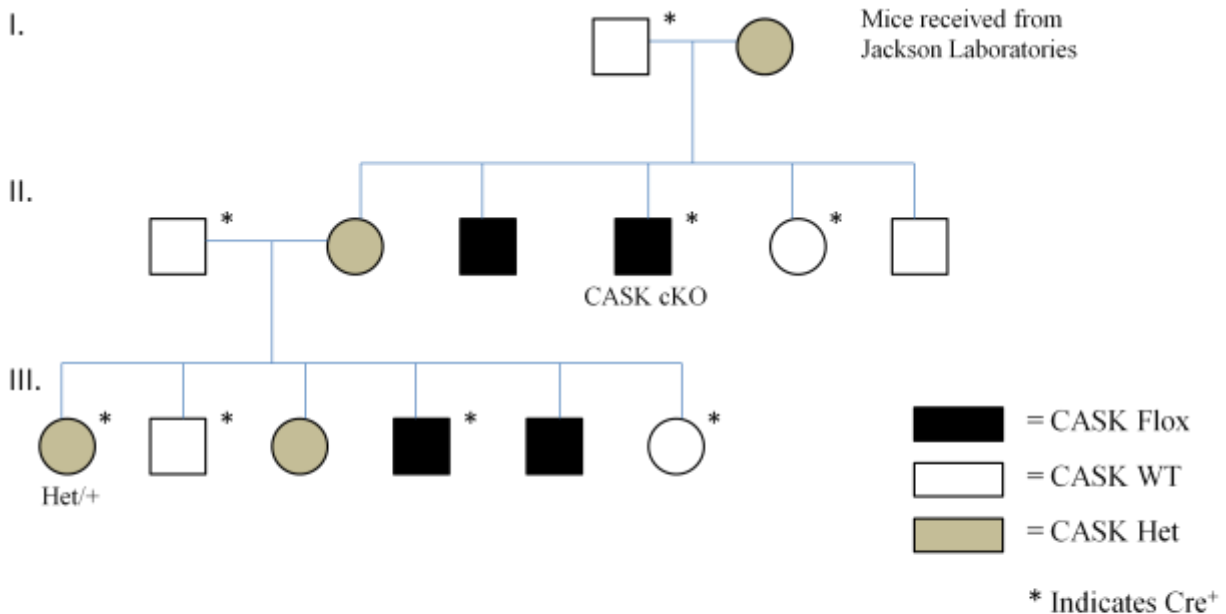 I.
*
Mice received from
Jackson Laboratories
II.
* * *
CASK cKO
III.
* * * *
Het/+
= CASK Flox
= CASK WT
= CASK Het
* Indicates Cre⁺